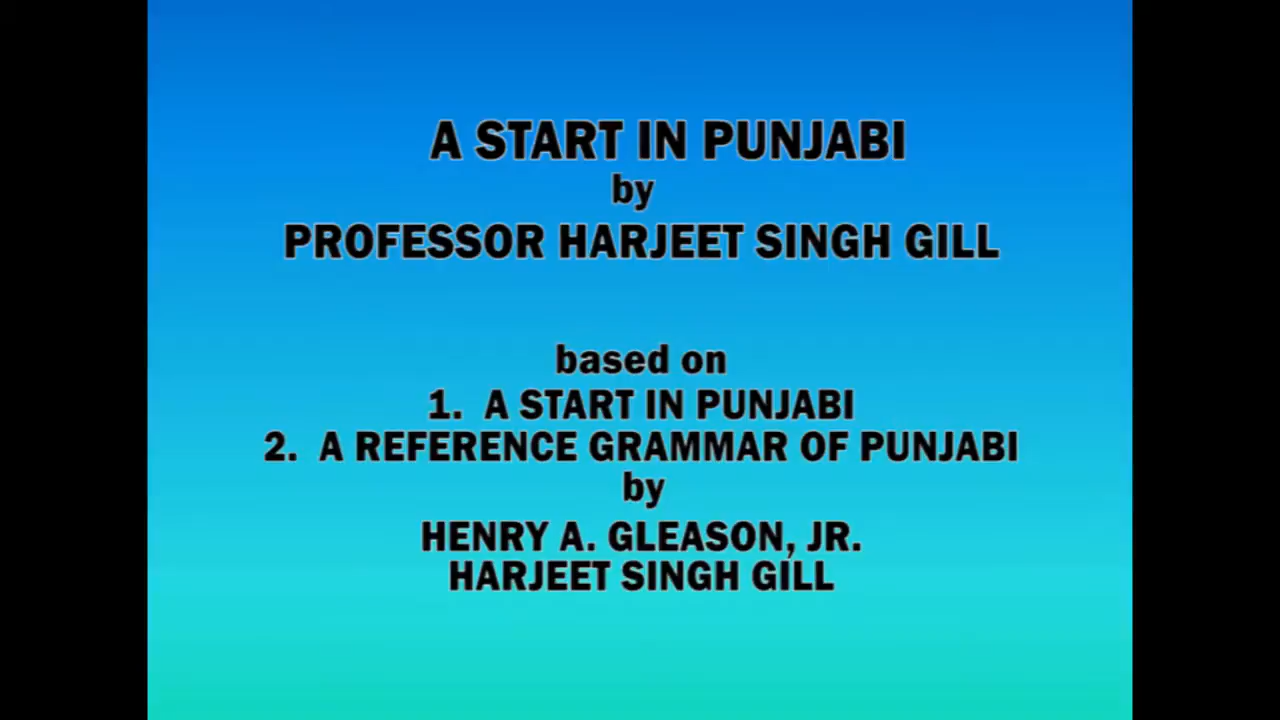 A START IN PUNJABI
by
PROFESSOR HARJEET SINGH GILL
based on
1. A START IN PUNJABI
2. A REFERENCE GRAMMAR OF PUNJABI
by
HENRY A. GLEASON, JR.
HARJEET SINGH GILL